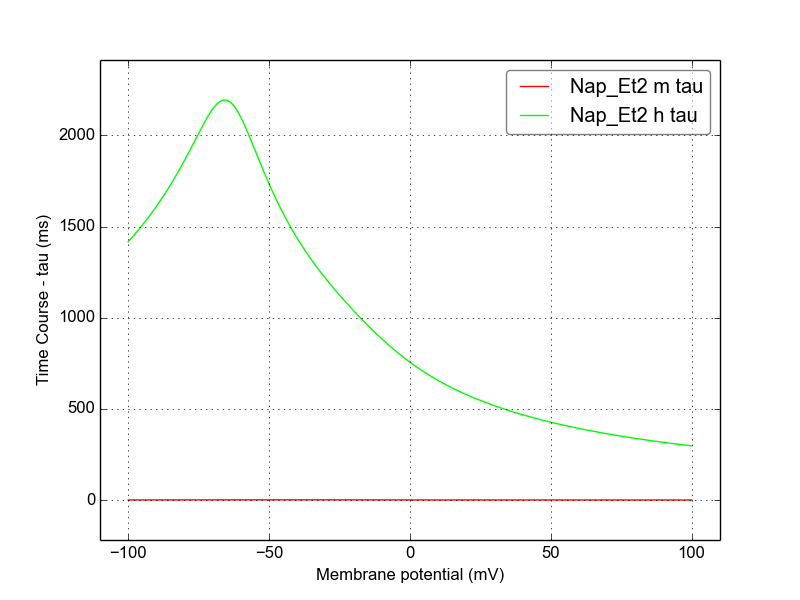 Nap_Et2 m tau
Nap_Et2 h tau
2000
1500
1000
500
0
Time Course - tau (ms)
−100
−50
0
50
100
Membrane potential (mV)